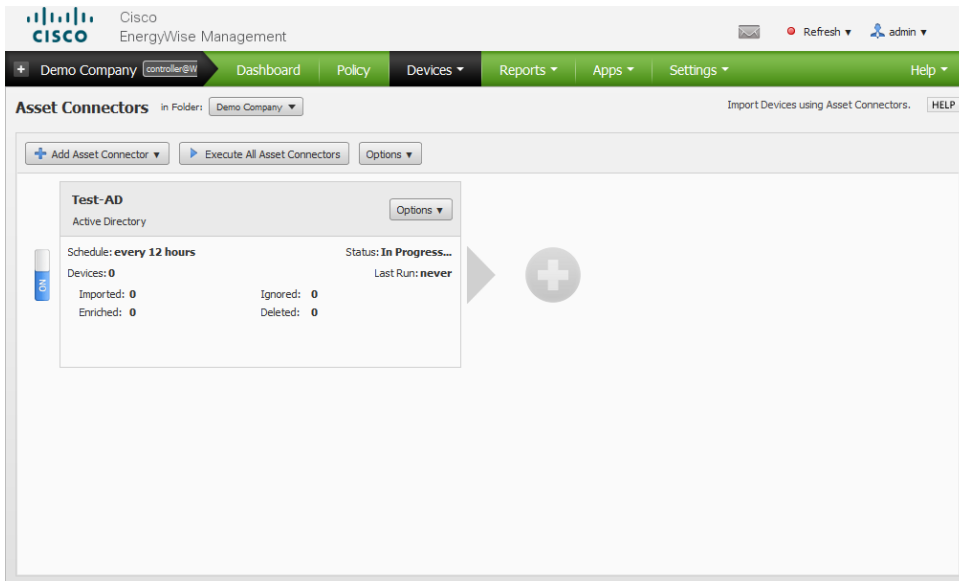 Cisco
CISCO EnergyWise Management
Refresh ▼ admin ▼
+ Demo Company controller@W Dashboard Policy Devices Reports Apps Settings Help
Asset Connectors in Folder: Demo Company ▼ Import Devices using Asset Connectors. HELP
Add Asset Connector ▼ Execute All Asset Connectors Options ▼
Test-AD
Active Directory
Options ▼
ON
Schedule: every 12 hours Status: In Progress...
Devices: 0 Last Run: never
Imported: 0 Ignored: 0
Enriched: 0 Deleted: 0